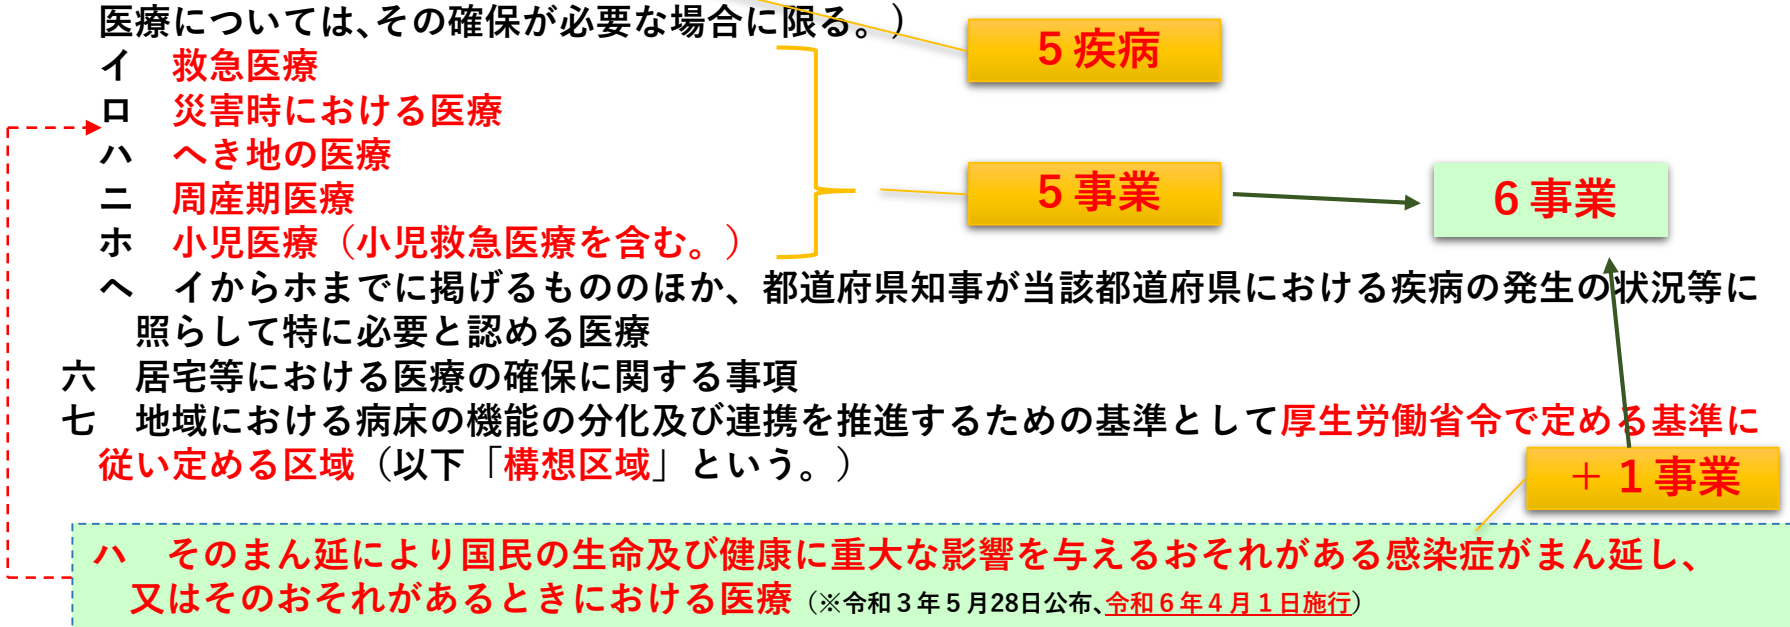 医療については、その確保が必要な場合に限る。）
５疾病
イ　救急医療
ロ　災害時における医療
ハ　へき地の医療
ニ　周産期医療
ホ　小児医療（小児救急医療を含む。）
５事業
６事業
ヘ　イからホまでに掲げるもののほか、都道府県知事が当該都道府県における疾病の発生の状況等に
照らして特に必要と認める医療
六　居宅等における医療の確保に関する事項
七　地域における病床の機能の分化及び連携を推進するための基準として厚生労働省令で定める基準に
従い定める区域（以下「構想区域」という。）
＋１事業
ハ　そのまん延により国民の生命及び健康に重大な影響を与えるおそれがある感染症がまん延し、
又はそのおそれがあるときにおける医療（※令和３年５月28日公布、令和６年４月１日施行）